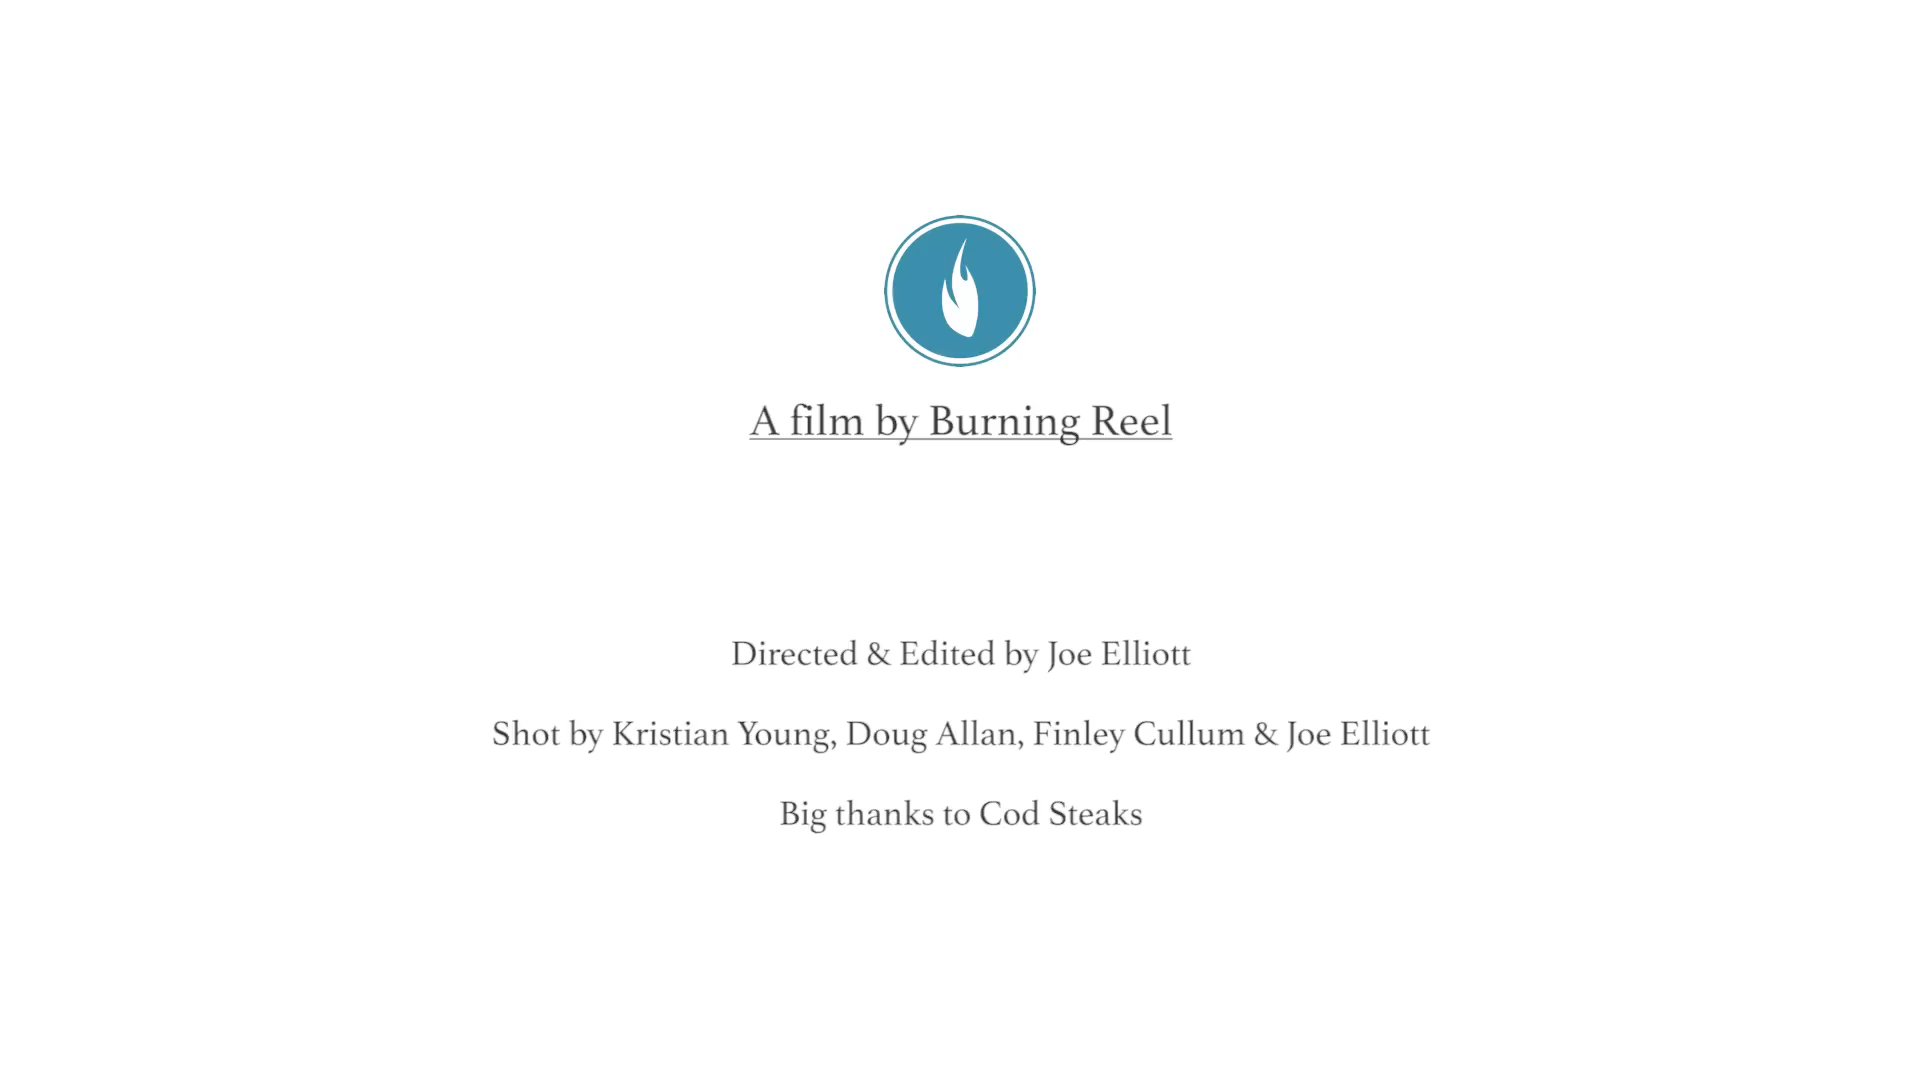 A film by Burning Reel
Directed & Edited by Joe Elliott
Shot by Kristian Young, Doug Allan, Finley Cullum & Joe Elliott
Big thanks to Cod Steaks